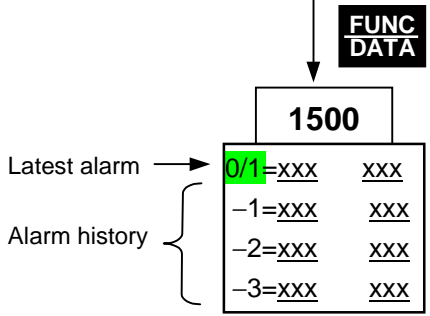 FUNC
DATA
1500
Latest alarm 0/1=xxx xxx
−1=xxx xxx
Alarm history
−2=xxx xxx
−3=xxx xxx